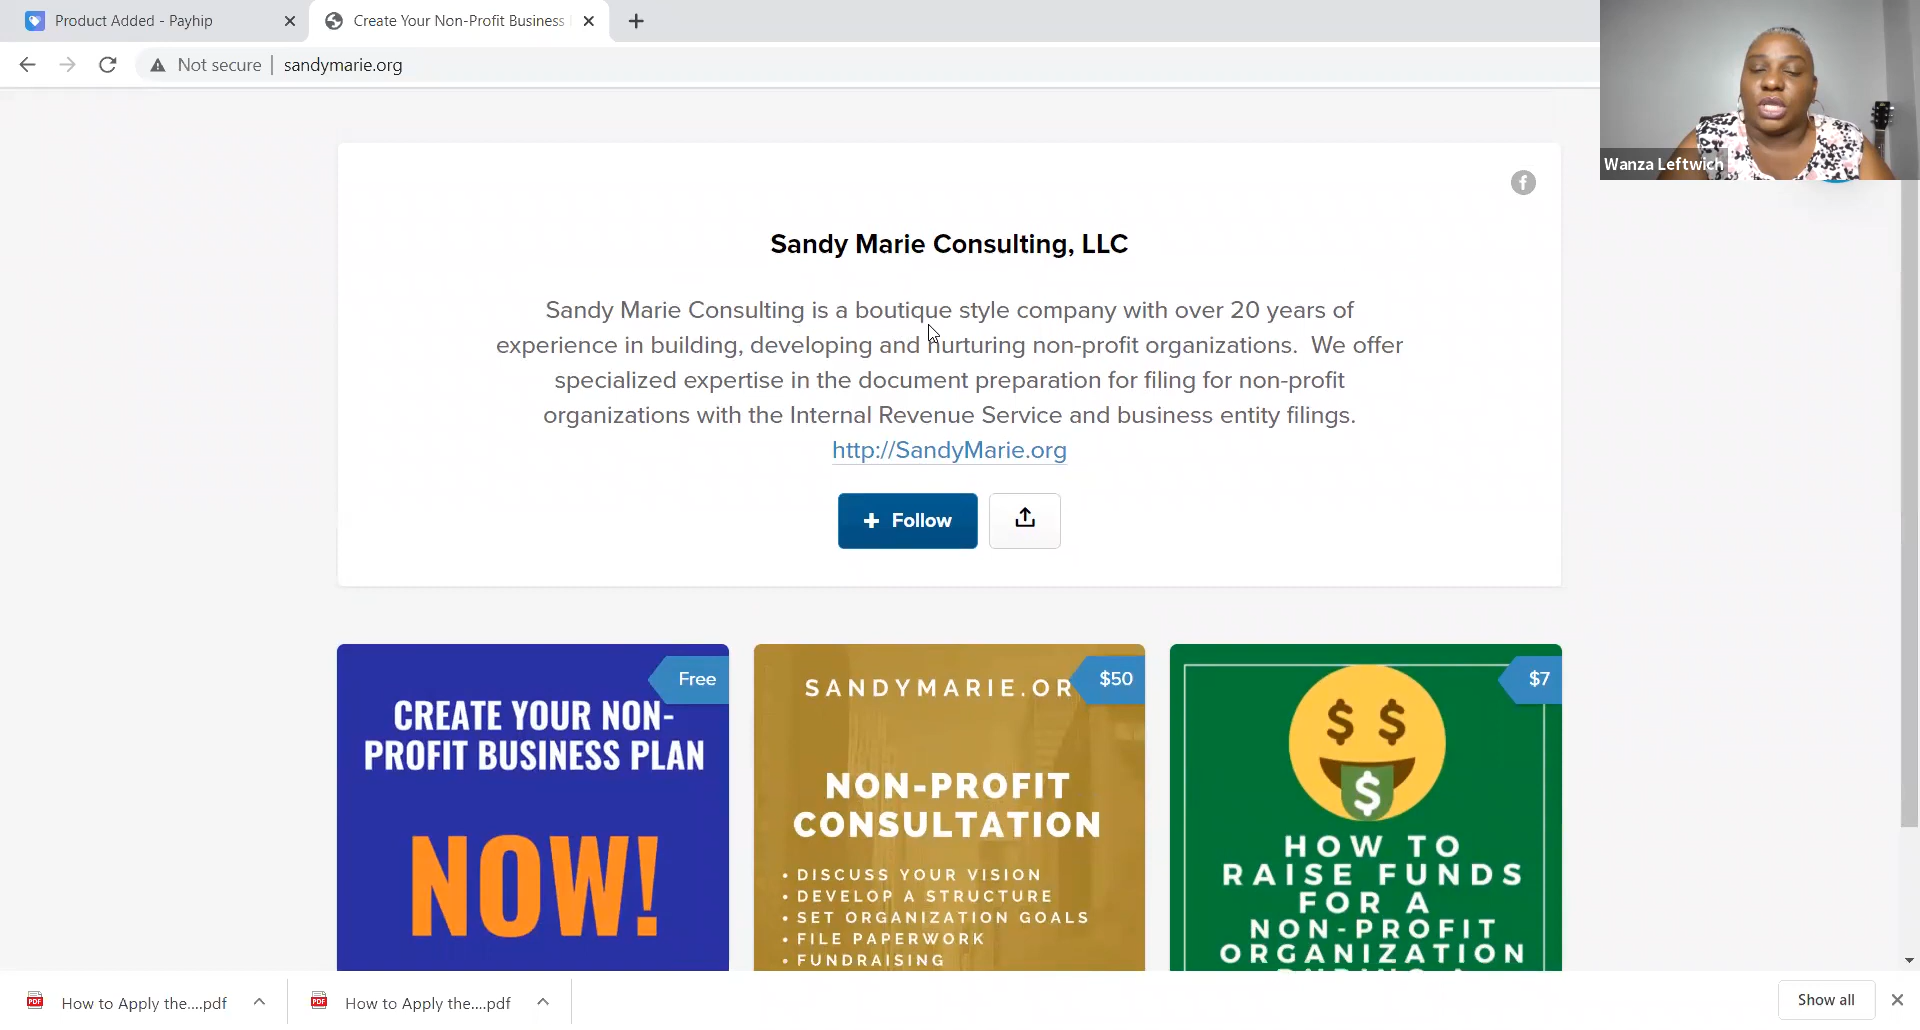 Product Added - Payhip
Create Your Non-Profit Business
Not secure
sandymarie.org
Wanza Leftwich
Sandy Marie Consulting, LLC
Sandy Marie Consulting is a boutique style company with over 20 years of
experience in building, developing and nurturing non-profit organizations. We offer
specialized expertise in the document preparation for filing for non-profit
organizations with the Internal Revenue Service and business entity filings.
http://SandyMarie.org
+ Follow
Free
CREATE YOUR NON-
PROFIT BUSINESS PLAN
NOW!
$50
SANDYMARIE.OR
NON-PROFIT
CONSULTATION
• DISCUSS YOUR VISION
• DEVELOP A STRUCTURE
• SET ORGANIZATION GOALS
• FILE PAPERWORK
• FUNDRAISING
$7
$ $
$
HOW TO
RAISE FUNDS
FOR A
NON-PROFIT
ORGANIZATION
How to Apply the....pdf
How to Apply the....pdf
Show all